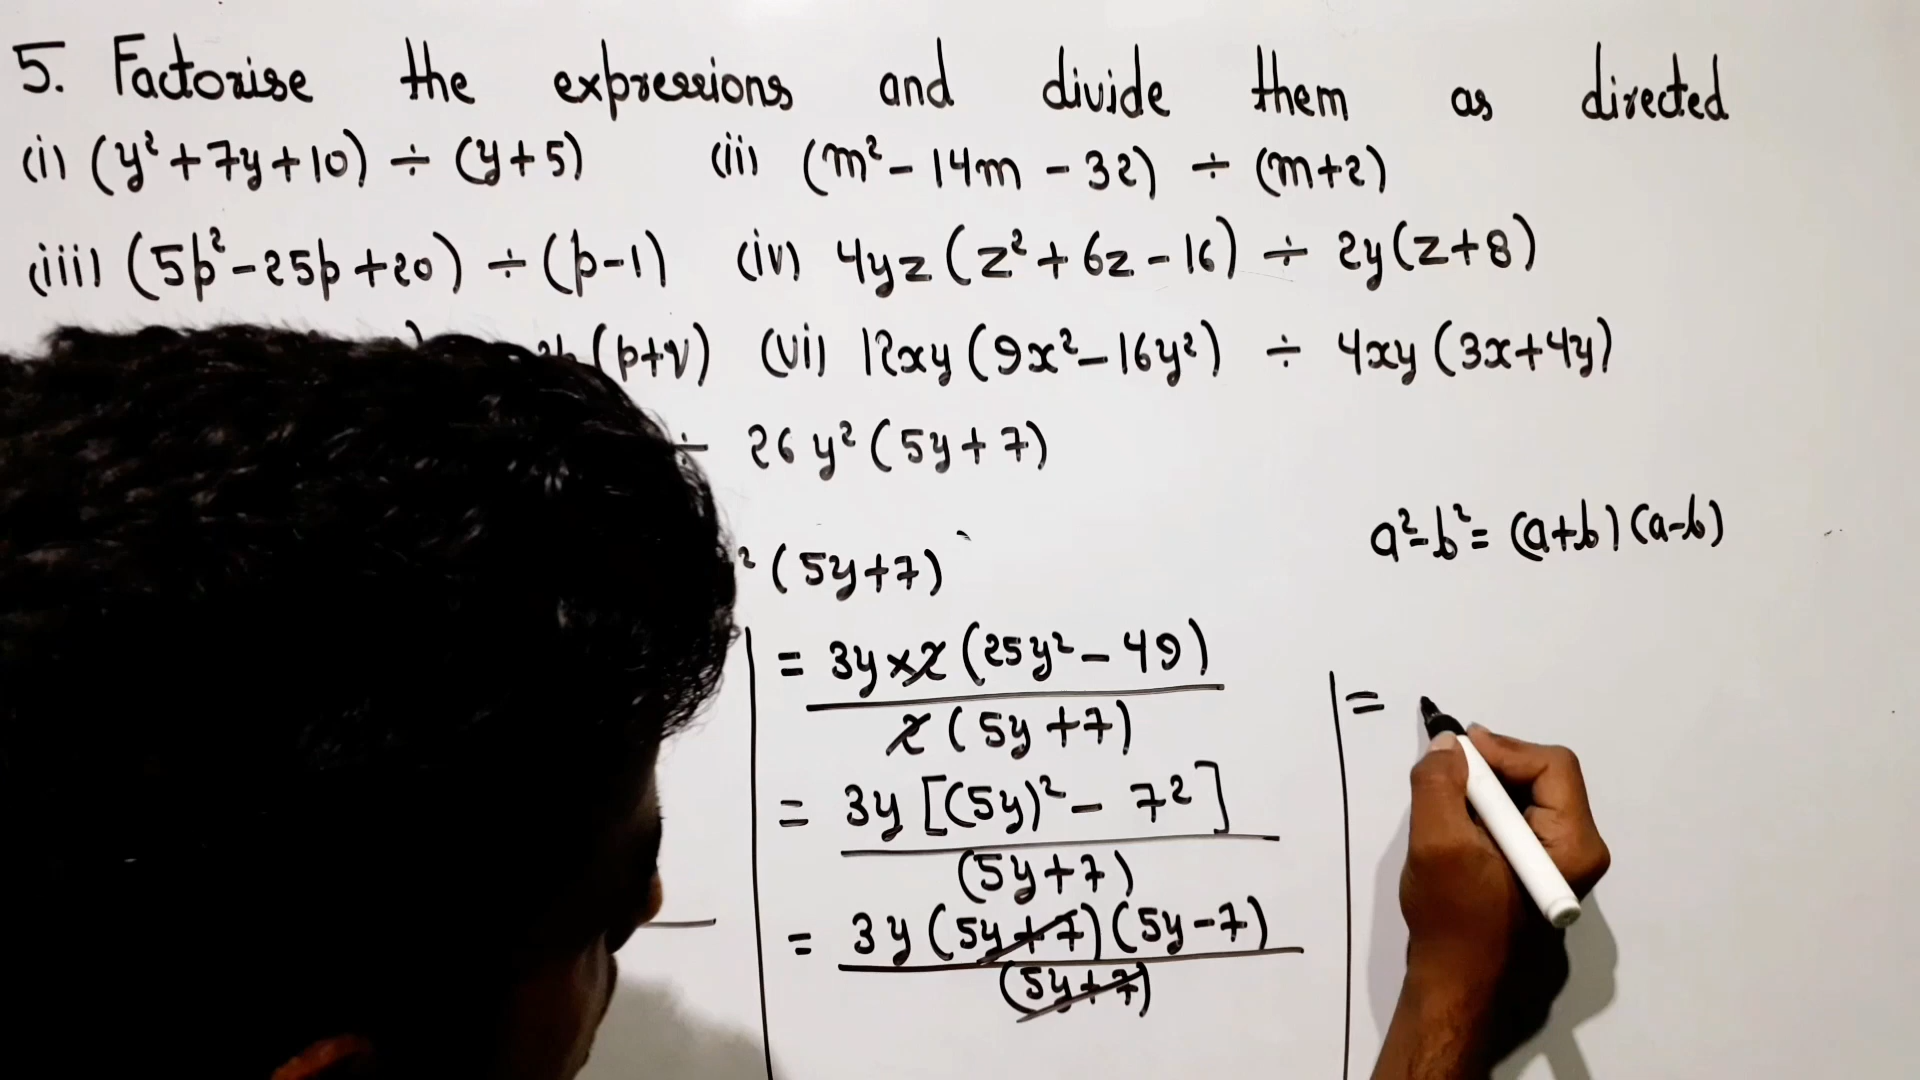 5. Factorise the expressions and divide them as directed
(i) (y²+7y+10) ÷ (y+5) (ii) (m²-14m-32) ÷ (m+2)
(iii) (5p²-25p+20) ÷ (p-1) (iv) 4yz(z²+6z-16) ÷ 2y(z+8)
(p+q) (vi) 12xy(9x²-16y²) ÷ 4xy(3x+4y)
÷ 26y²(5y+7)
a²-b²= (a+b)(a-b)
²(5y+7)
= 3y×2(25y²-49)
2(5y+7)
= 3y[(5y)²-7²]
(5y+7)
= 3y(5y+7)(5y-7)
(5y+7)
=